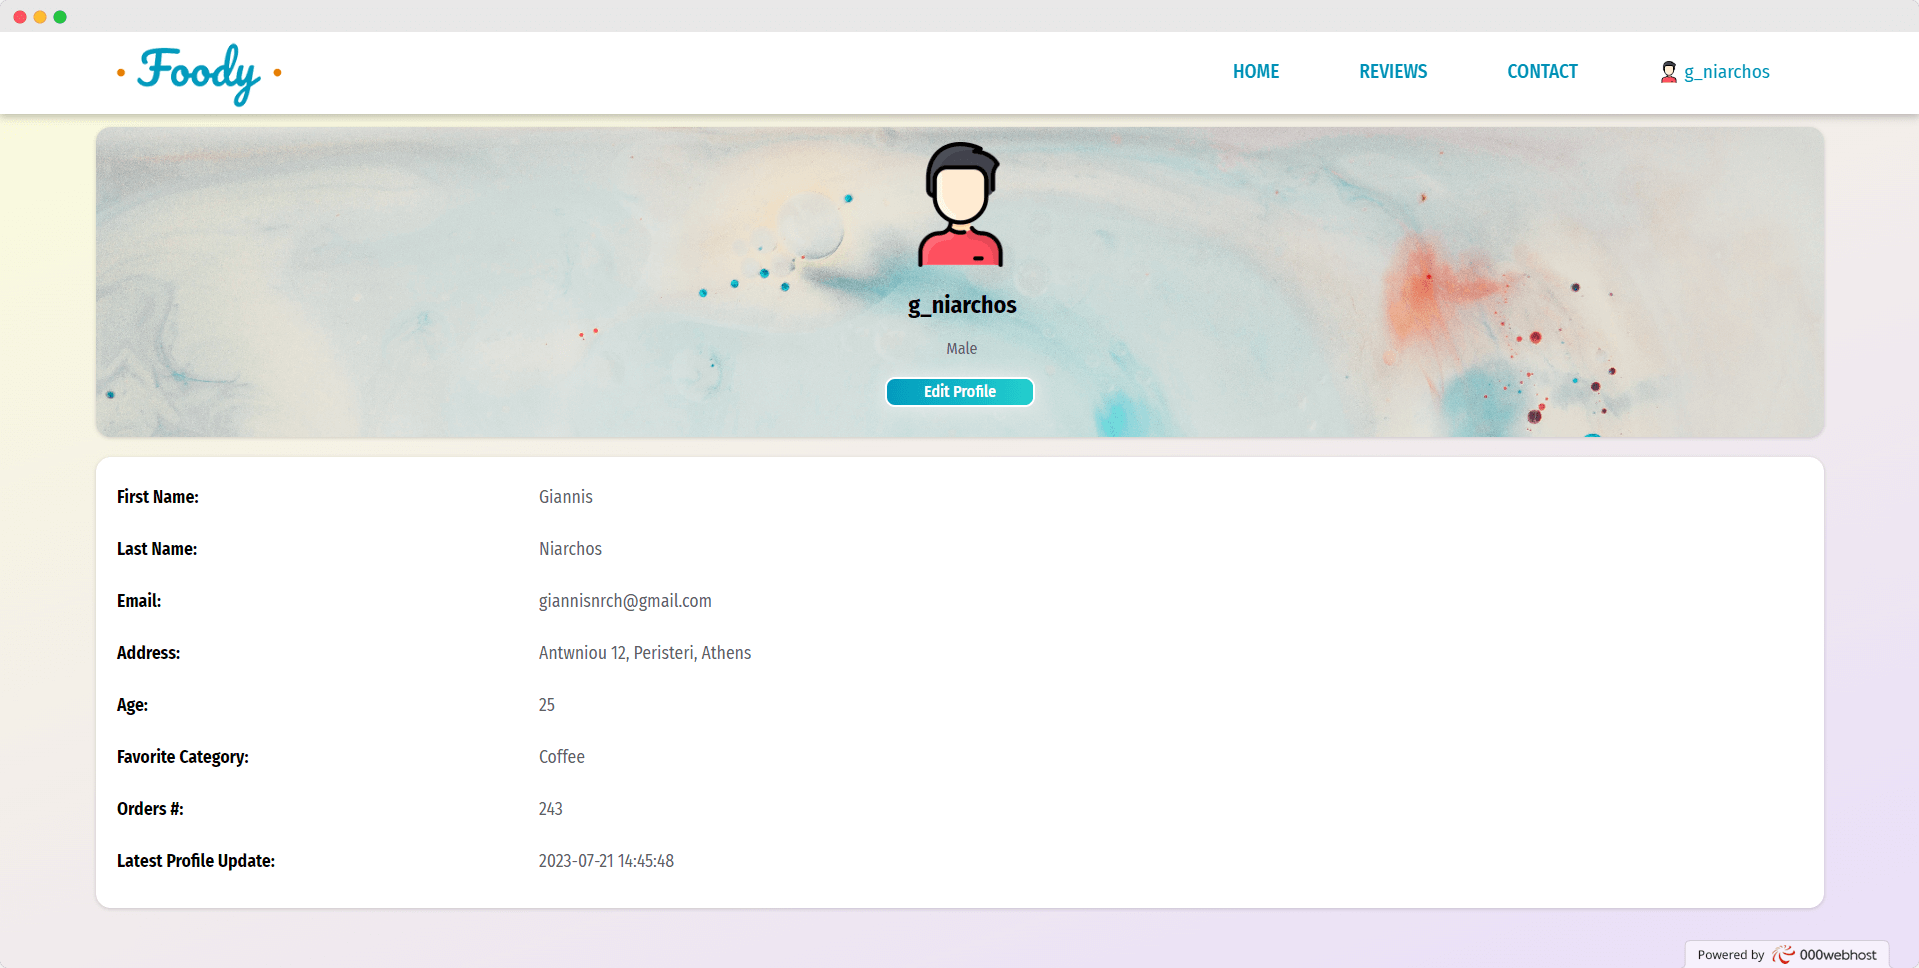 Foody
HOME REVIEWS CONTACT g_niarchos
g_niarchos
Male
Edit Profile
First Name: Giannis
Last Name: Niarchos
Email: giannisnrch@gmail.com
Address: Antwniou 12, Peristeri, Athens
Age: 25
Favorite Category: Coffee
Orders #: 243
Latest Profile Update: 2023-07-21 14:45:48
Powered by 000webhost